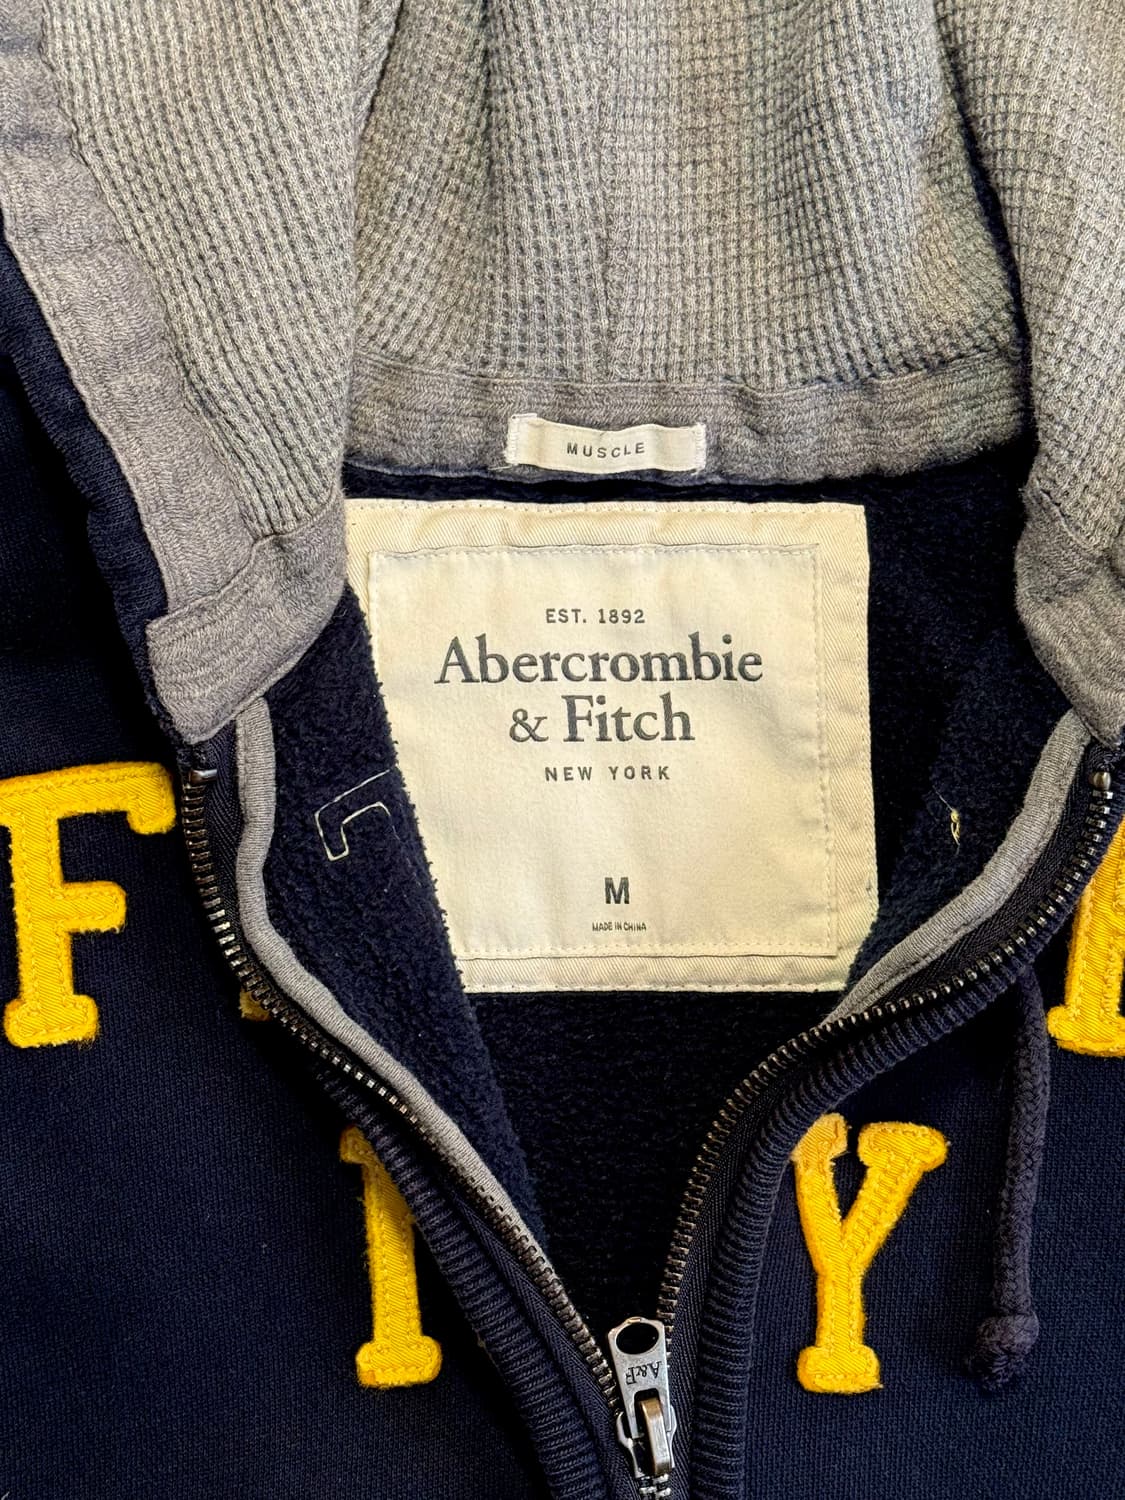 MUSCLE
EST. 1892
Abercrombie
& Fitch
NEW YORK
M
MADE IN CHINA
F
I Y
A&F